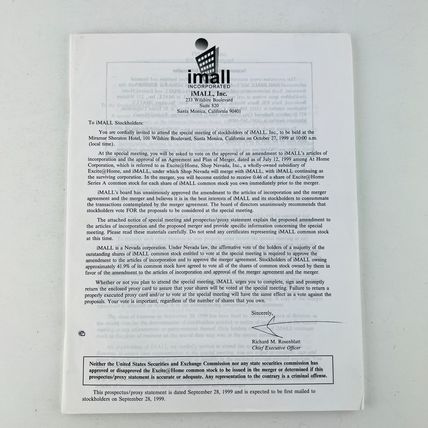 imall
INCORPORATED
iMALL, Inc.
233 Wilshire Boulevard
Suite 820
Santa Monica, California 90401
To iMALL Stockholders:
You are cordially invited to attend the special meeting of stockholders of iMALL, Inc., to be held at the
Miramar Sheraton Hotel, 101 Wilshire Boulevard, Santa Monica, California on October 27, 1999 at 10:00 a.m.
(local time).
At the special meeting, you will be asked to vote on the approval of an amendment to iMALL's articles of
incorporation and the approval of an Agreement and Plan of Merger, dated as of July 12, 1999 among At Home
Corporation, which is referred to as Excite@Home, Shop Nevada, Inc., a wholly-owned subsidiary of
Excite@Home, and iMALL, under which Shop Nevada will merge with iMALL, with iMALL continuing as
the surviving corporation. In the merger, you will become entitled to receive 0.46 of a share of Excite@Home
Series A common stock for each share of iMALL common stock you own immediately prior to the merger.
iMALL's board has unanimously approved the amendment to the articles of incorporation and the merger
agreement and the merger and believes it is in the best interests of iMALL and its stockholders to consummate
the transactions contemplated by the merger agreement. The board of directors unanimously recommends that
stockholders vote FOR the proposals to be considered at the special meeting.
The attached notice of special meeting and prospectus/proxy statement explain the proposed amendment to
the articles of incorporation and the proposed merger and provide specific information concerning the special
meeting. Please read these materials carefully. Do not send any certificates representing iMALL common stock
at this time.
iMALL is a Nevada corporation. Under Nevada law, the affirmative vote of the holders of a majority of the
outstanding shares of iMALL common stock entitled to vote at the special meeting is required to approve the
amendment to the articles of incorporation and to approve the merger agreement. Stockholders of iMALL owning
approximately 41.9% of its common stock have agreed to vote all of the shares of common stock owned by them in
favor of the amendment to the articles of incorporation and approval of the merger agreement and the merger.
Whether or not you plan to attend the special meeting, iMALL urges you to complete, sign and promptly
return the enclosed proxy card to assure that your shares will be voted at the special meeting. Failure to return a
properly executed proxy card and/or to vote at the special meeting will have the same effect as a vote against the
proposals. Your vote is important, regardless of the number of shares that you own.
Sincerely,
Richard M. Rosenblatt
Chief Executive Officer
Neither the United States Securities and Exchange Commission nor any state securities commission has
approved or disapproved the Excite@Home common stock to be issued in the merger or determined if this
prospectus/proxy statement is accurate or adequate. Any representation to the contrary is a criminal offense.
This prospectus/proxy statement is dated September 28, 1999 and is expected to be first mailed to
stockholders on September 28, 1999.